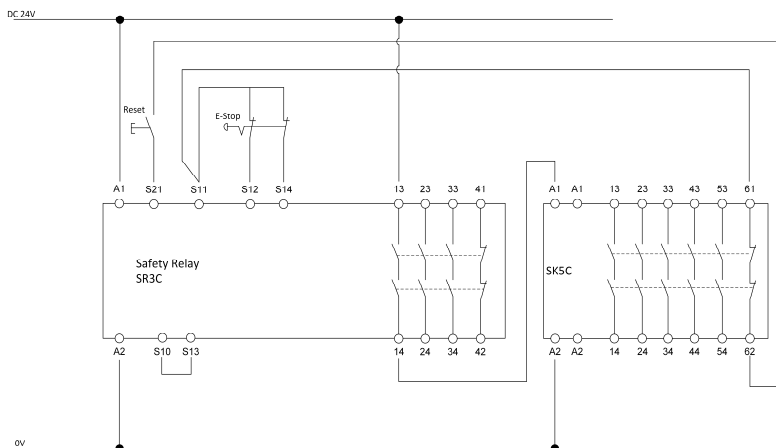 DC 24V
Reset
E-Stop
A1 S21 S11 S12 S14 13 23 33 41 A1 A1 13 23 33 43 53 61
Safety Relay
SR3C
SK5C
A2 S10 S13 14 24 34 42 A2 A2 14 24 34 44 54 62
0V